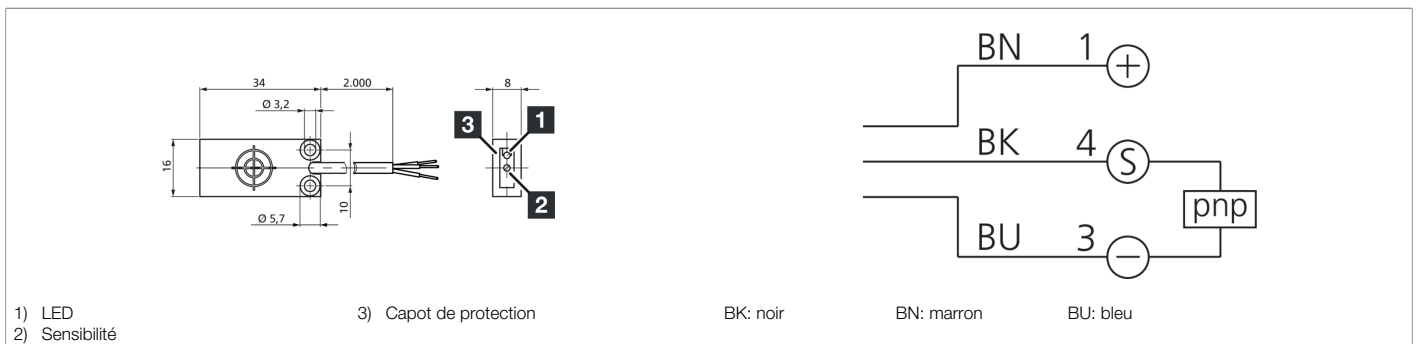 34
2.000
8
Ø 3,2
16
10
Ø 5,7
3
1
2
BN 1 +
BK 4 S
pnp
BU 3 −
1) LED
2) Sensibilité
3) Capot de protection
BK: noir
BN: marron
BU: bleu